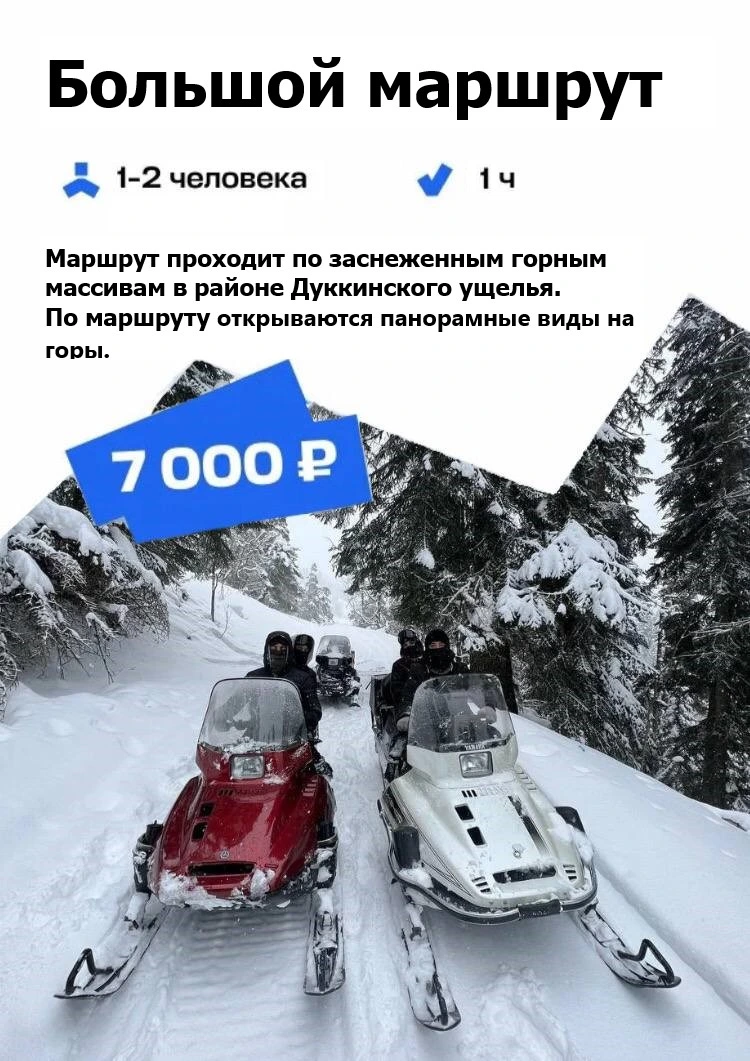 Большой маршрут
1-2 человека
1 ч
Маршрут проходит по заснеженным горным
массивам в районе Дуккинского ущелья.
По маршруту открываются панорамные виды на
горы.
7 000 ₽
YAMAHA